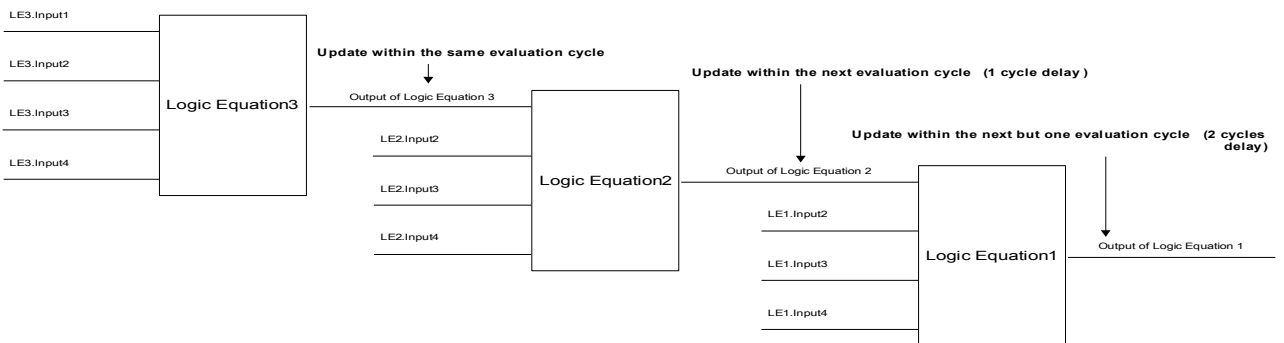 LE3.Input1
LE3.Input2
LE3.Input3
LE3.Input4
Logic Equation3
Update within the same evaluation cycle
Output of Logic Equation 3
LE2.Input2
LE2.Input3
LE2.Input4
Logic Equation2
Update within the next evaluation cycle (1 cycle delay)
Output of Logic Equation 2
LE1.Input2
LE1.Input3
LE1.Input4
Logic Equation1
Update within the next but one evaluation cycle (2 cycles
delay)
Output of Logic Equation 1